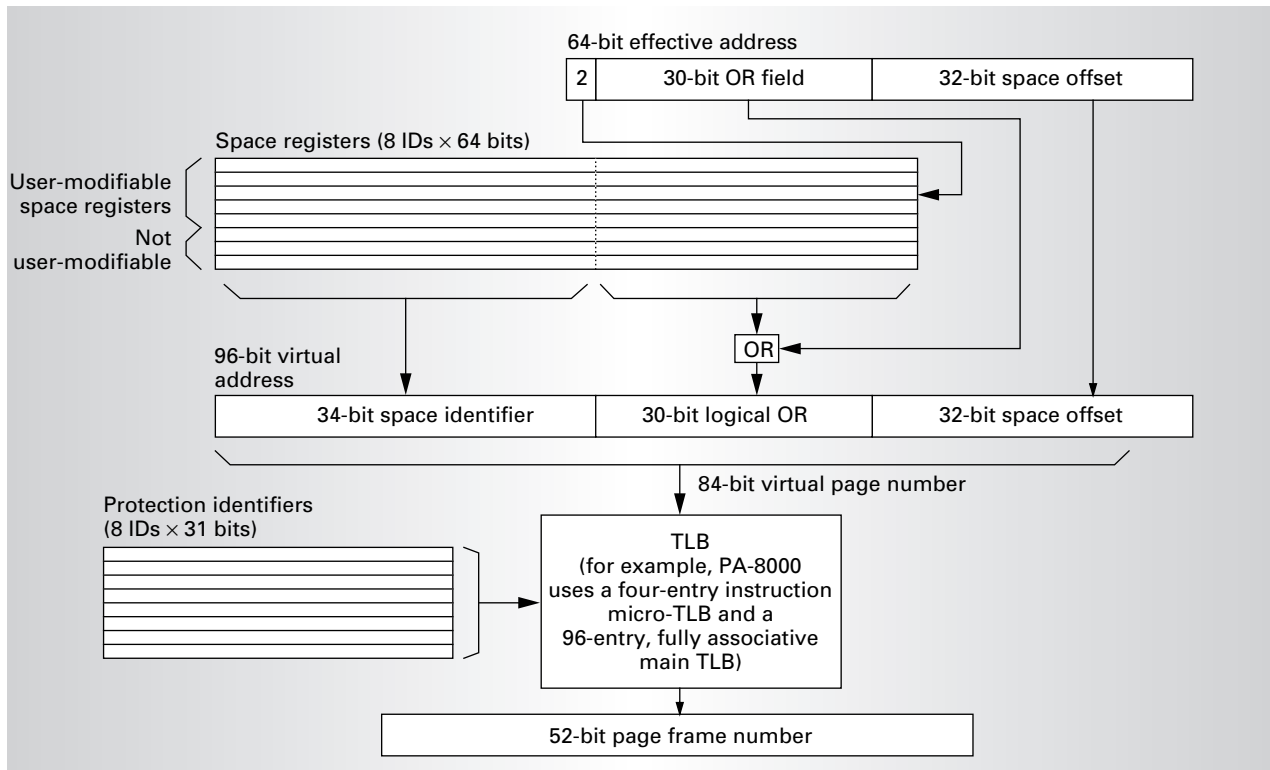 64-bit effective address
2
30-bit OR field
32-bit space offset
Space registers (8 IDs × 64 bits)
User-modifiable
space registers
Not
user-modifiable
OR
96-bit virtual
address
34-bit space identifier
30-bit logical OR
32-bit space offset
84-bit virtual page number
Protection identifiers
(8 IDs × 31 bits)
TLB
(for example, PA-8000
uses a four-entry instruction
micro-TLB and a
96-entry, fully associative
main TLB)
52-bit page frame number